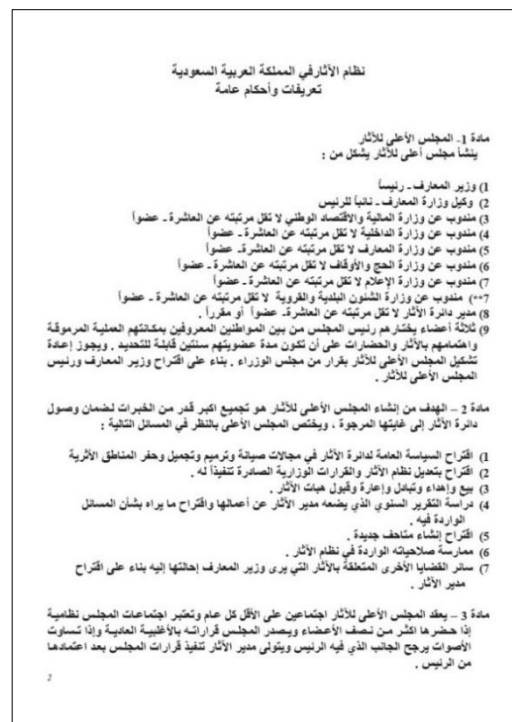 نظام الآثار في المملكة العربية السعودية
تعريفات وأحكام عامة
مادة 1- المجلس الأعلى للآثار
ينشأ مجلس أعلى للآثار يشكل من :
1) وزير المعارف ـ رئيساً
2) وكيل وزارة المعارف ـ نائباً للرئيس
3) مندوب عن وزارة المالية والاقتصاد الوطني لا تقل مرتبته عن العاشرة ـ عضواً
4) مندوب عن وزارة الداخلية لا تقل مرتبته عن العاشرة ـ عضواً
5) مندوب عن وزارة المعارف لا تقل مرتبته عن العاشرة ـ عضواً
6) مندوب عن وزارة الحج والأوقاف لا تقل مرتبته عن العاشرة ـ عضواً
7) مندوب وزارة الإعلام لا تقل مرتبته عن العاشرة ـ عضواً
7**) مندوب عن وزارة الشئون البلدية والقروية لا تقل مرتبته عن العاشرة ـ عضواً
8) مدير دائرة الآثار لا تقل مرتبته عن العاشرة ـ عضواً أو مقرراً .
9) ثلاثة أعضاء يختارهم رئيس المجلس من بين المواطنين المعروفين بمكانتهم العملية المرموقة
واهتمامهم بالآثار والحضارات على أن تكون مدة عضويتهم سنتين قابلة للتحديد . ويجوز إعادة
تشكيل المجلس الأعلى للآثار بقرار من مجلس الوزراء . بناء على اقتراح وزير المعارف ورئيس
المجلس الأعلى للآثار .
مادة 2 – الهدف من إنشاء المجلس الأعلى للآثار هو تجميع اكبر قدر من الخبرات لضمان وصول
دائرة الآثار إلى غايتها المرجوة ، ويختص المجلس الأعلى بالنظر في المسائل التالية :
1) اقتراح السياسة العامة لدائرة الآثار في مجالات صيانة وترميم وتجميل وحفر المناطق الأثرية
2) اقتراح بتعديل نظام الآثار والقرارات الوزارية الصادرة تنفيذاً له .
3) بيع وإهداء وتبادل وإعارة وقبول هبات الآثار .
4) دراسة التقرير السنوي الذي يضعه مدير الآثار عن أعمالها واقتراح ما يراه بشأن المسائل
الواردة فيه .
5) اقتراح إنشاء متاحف جديدة .
6) ممارسة صلاحياته الواردة في نظام الآثار .
7) سائر القضايا الأخرى المتعلقة بالآثار التي يرى وزير المعارف إحالتها إليه بناء على اقتراح
مدير الآثار .
مادة 3 – يعقد المجلس الأعلى للآثار اجتماعين على الأقل كل عام وتعتبر اجتماعات المجلس نظامية
إذا حضرها اكثر من نصف الأعضاء ويصدر المجلس قراراته بالأغلبية العادية وإذا تساوت
الأصوات يرجح الجانب الذي فيه الرئيس ويتولى مدير الآثار تنفيذ قرارات المجلس بعد اعتمادها
من الرئيس .
2